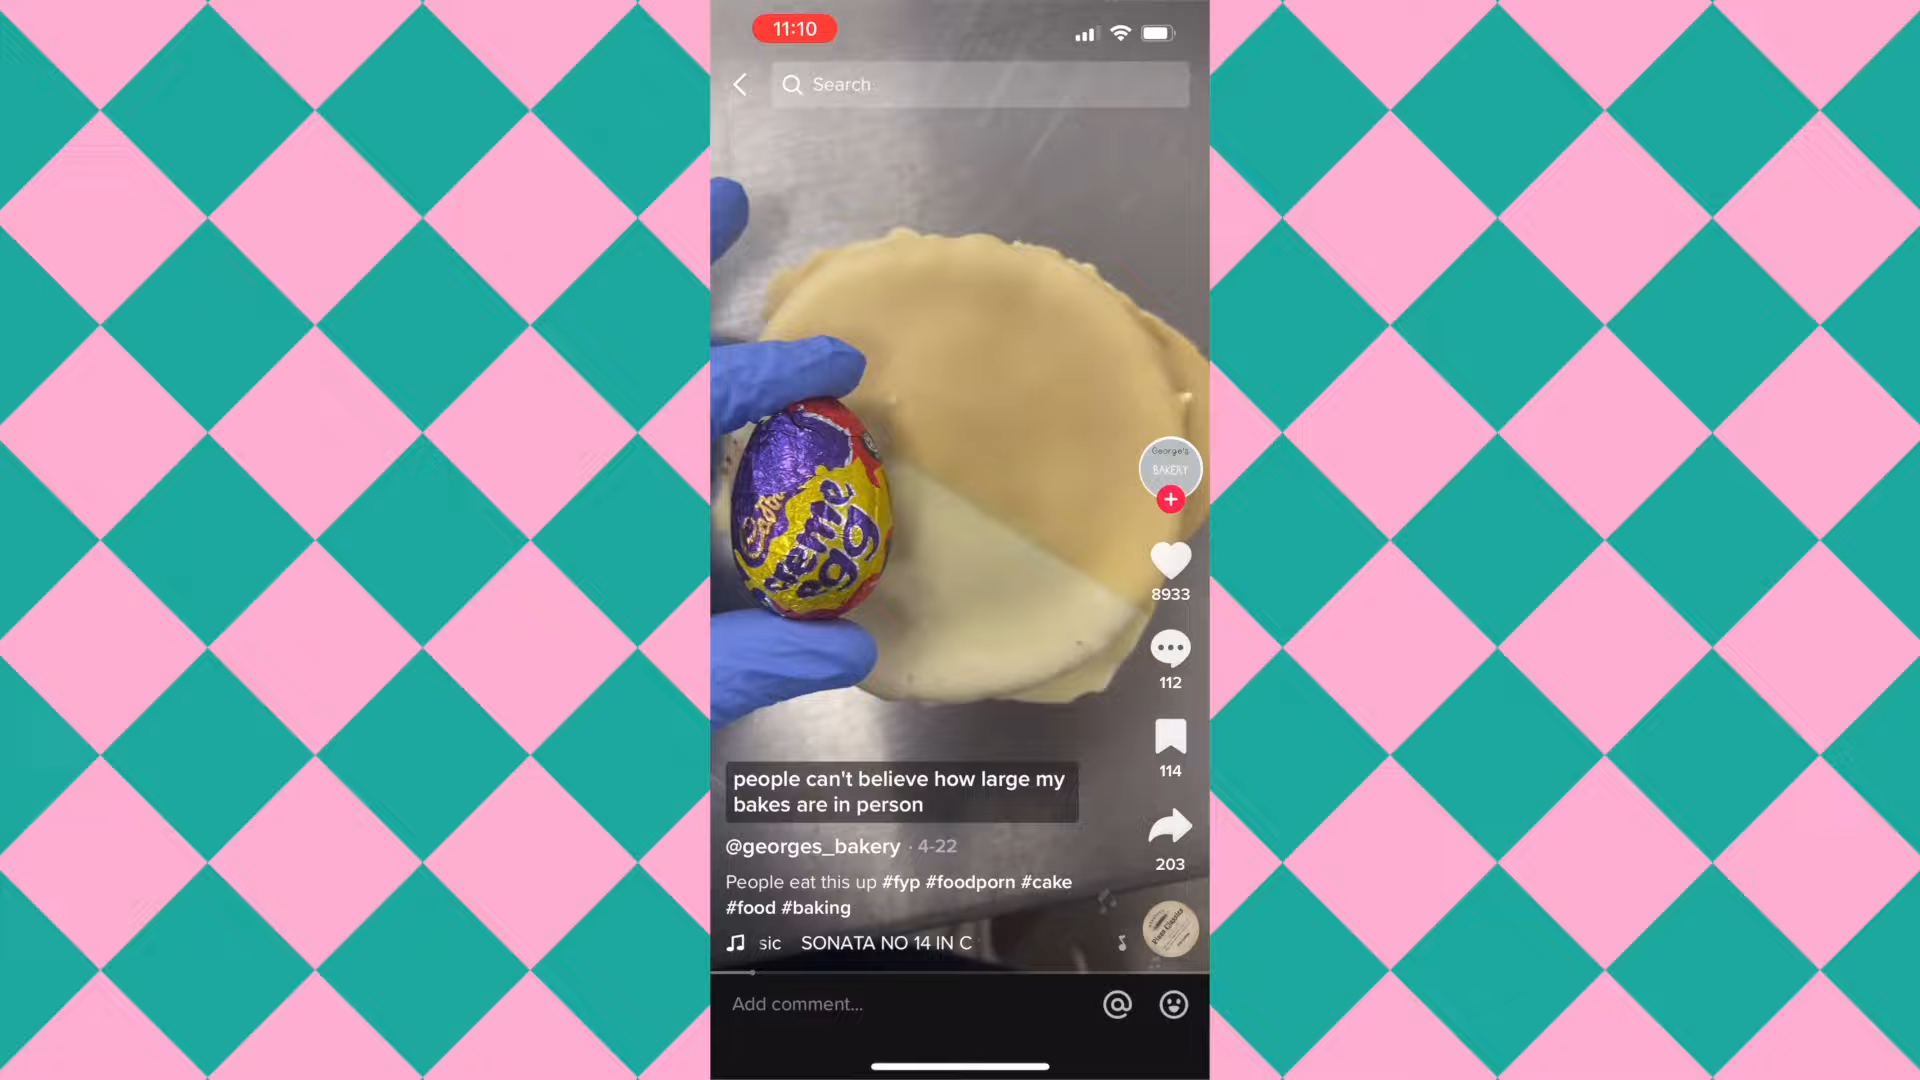 11:10
Search
Creme
egg
George's
BAKERY
8933
112
114
203
people can't believe how large my
bakes are in person
@georges_bakery · 4-22
People eat this up #fyp #foodporn #cake
#food #baking
sic SONATA NO 14 IN C
Piano Classics
Add comment...